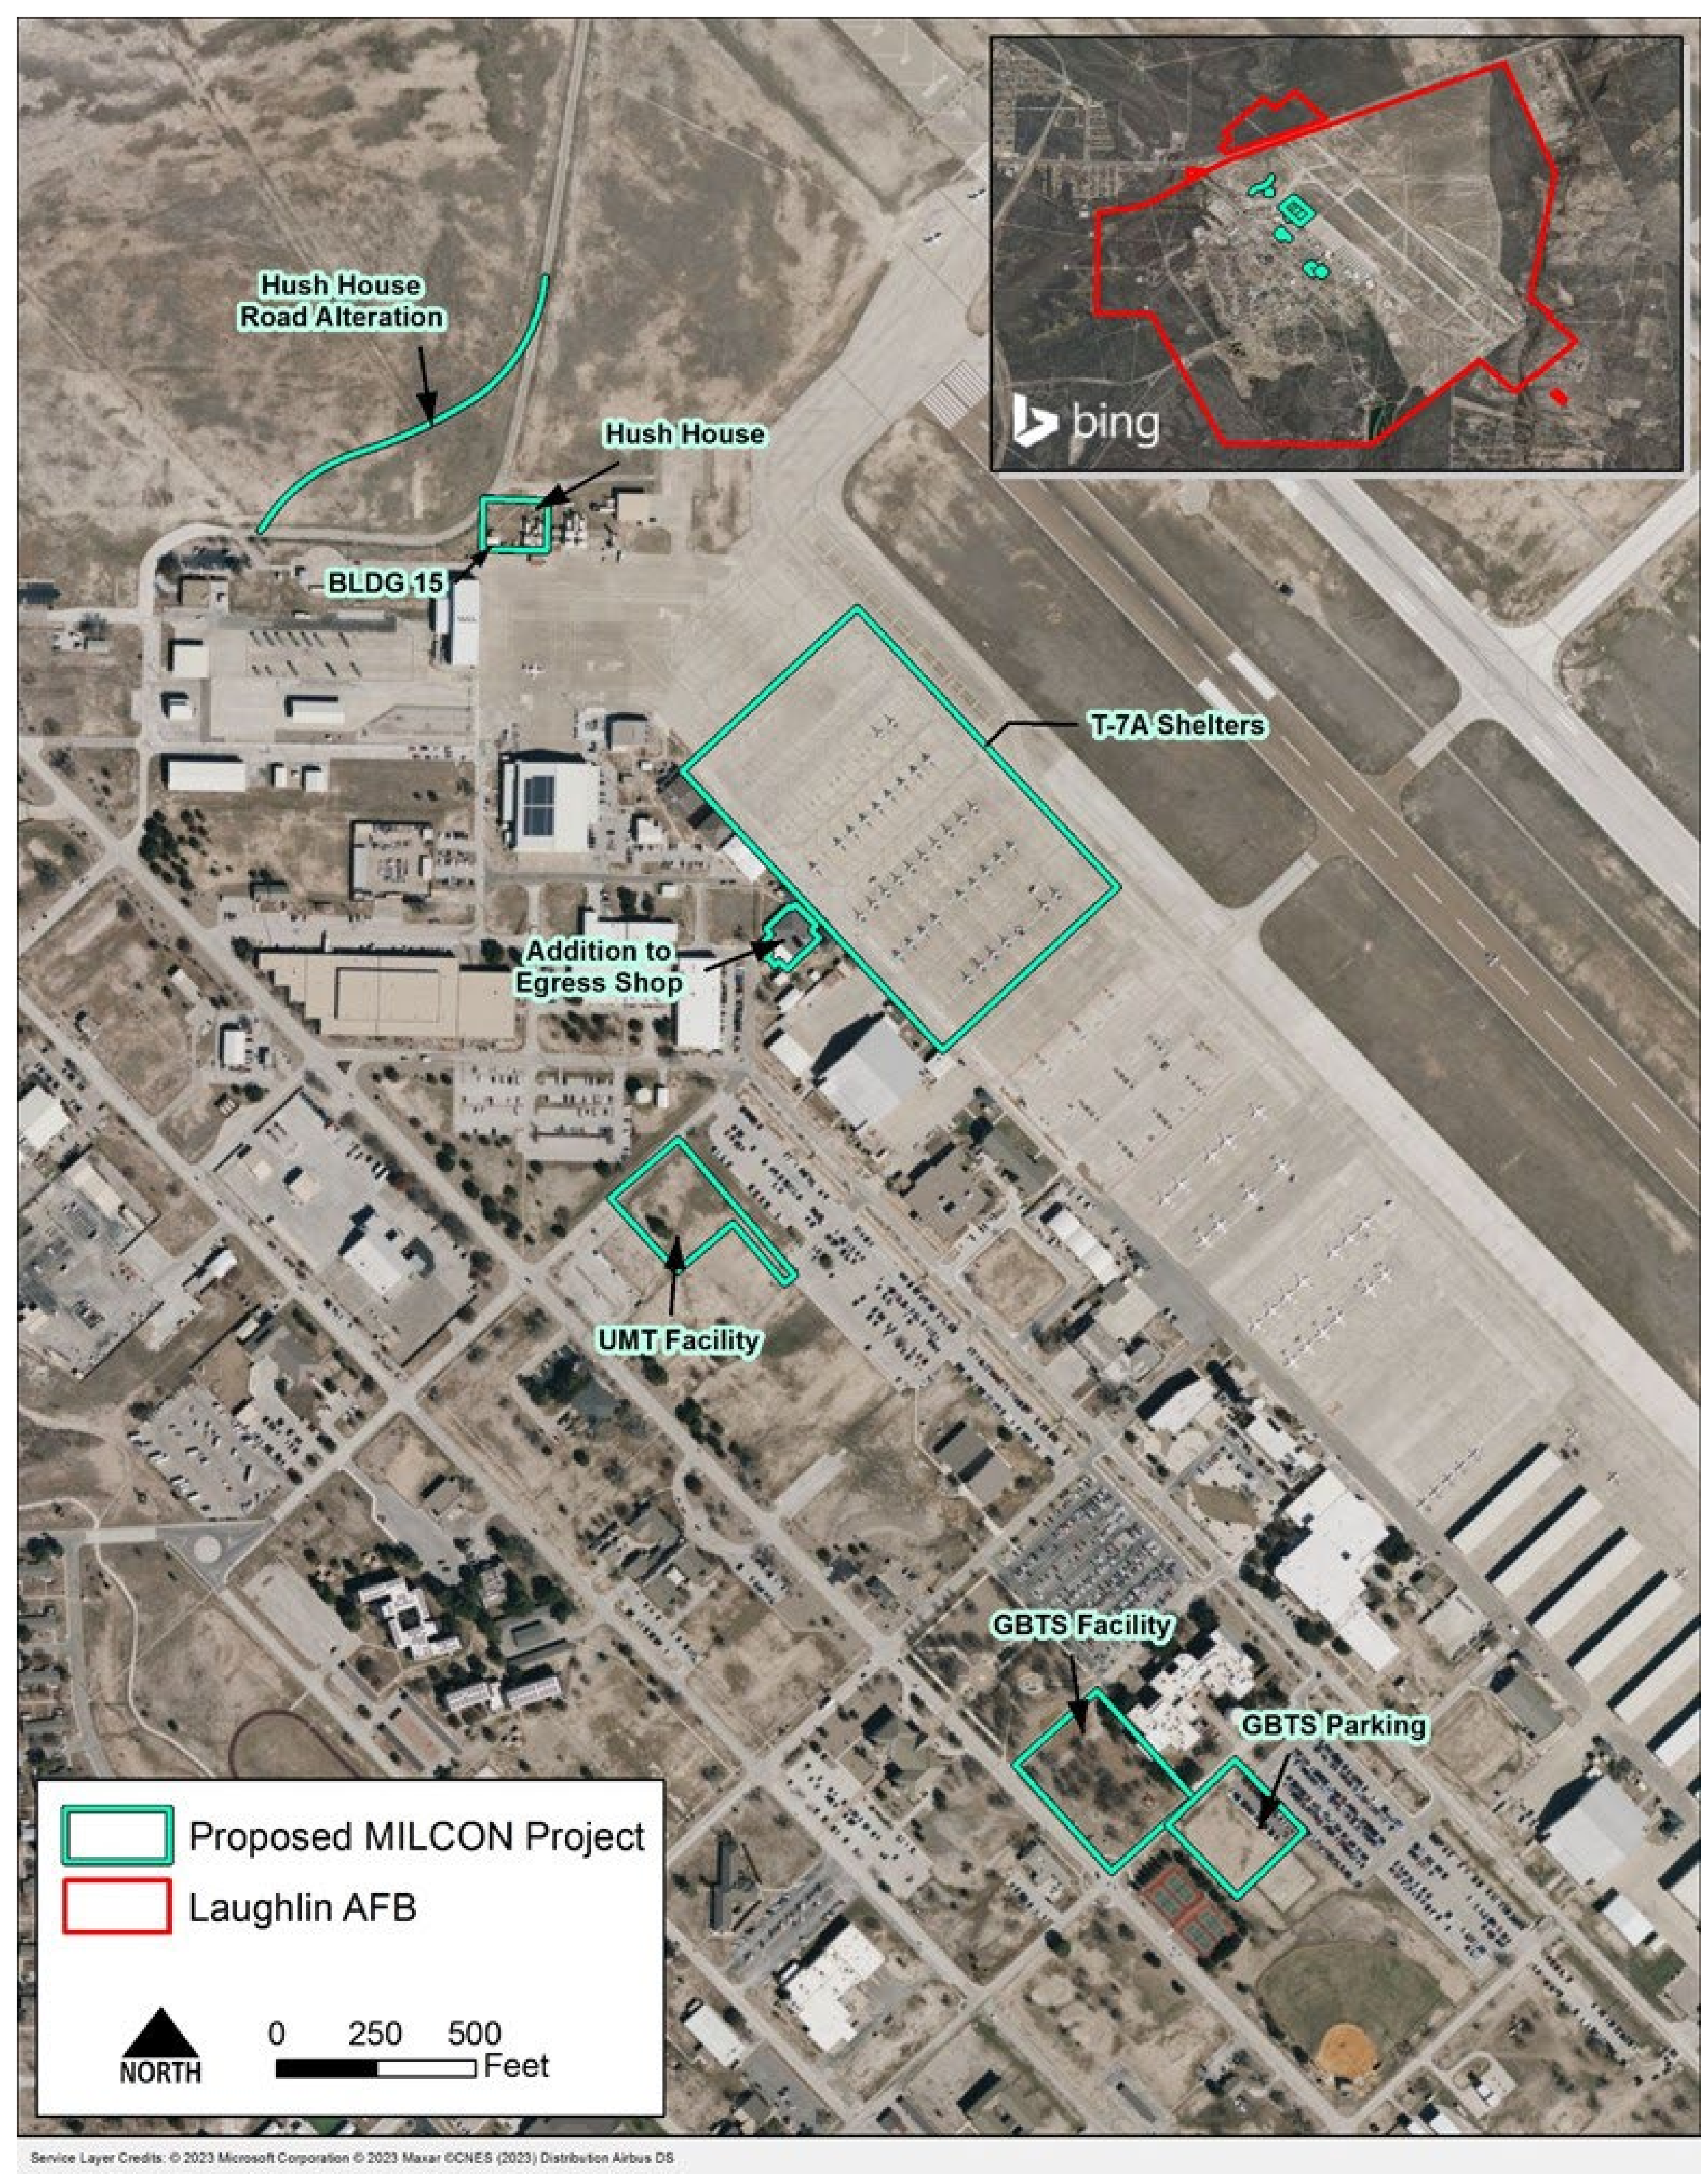 bing
Hush House
Road Alteration
Hush House
BLDG 15
T-7A Shelters
Addition to
Egress Shop
UMT Facility
GBTS Facility
GBTS Parking
Proposed MILCON Project
Laughlin AFB
NORTH
0 250 500
Feet
Service Layer Credits: © 2023 Microsoft Corporation © 2023 Maxar ©CNES (2023) Distribution Airbus DS